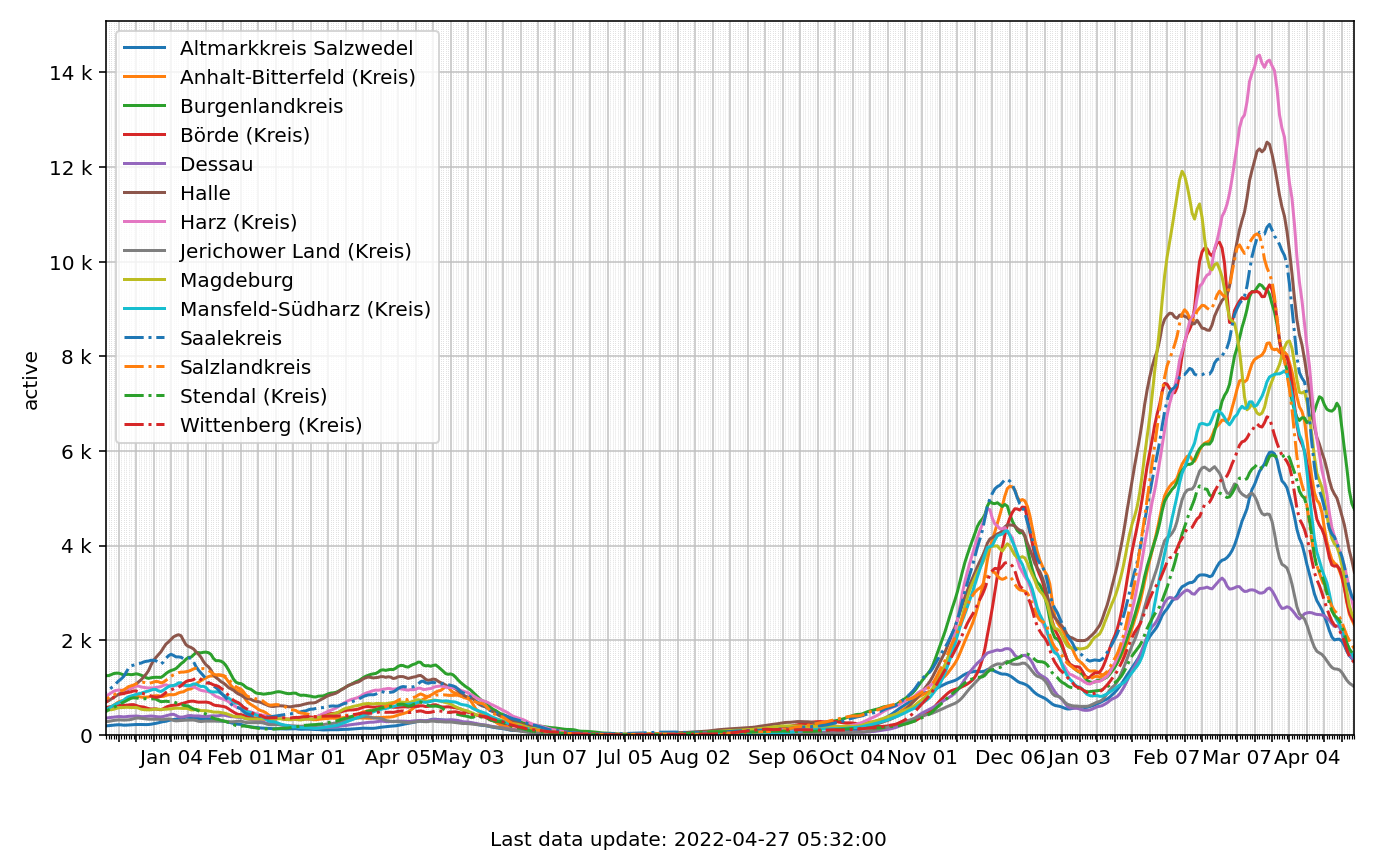 14 k
12 k
10 k
8 k
6 k
4 k
2 k
0
active
Altmarkkreis Salzwedel
Anhalt-Bitterfeld (Kreis)
Burgenlandkreis
Börde (Kreis)
Dessau
Halle
Harz (Kreis)
Jerichower Land (Kreis)
Magdeburg
Mansfeld-Südharz (Kreis)
Saalekreis
Salzlandkreis
Stendal (Kreis)
Wittenberg (Kreis)
Jan 04 Feb 01 Mar 01 Apr 05 May 03 Jun 07 Jul 05 Aug 02 Sep 06 Oct 04 Nov 01 Dec 06 Jan 03 Feb 07 Mar 07 Apr 04
Last data update: 2022-04-27 05:32:00